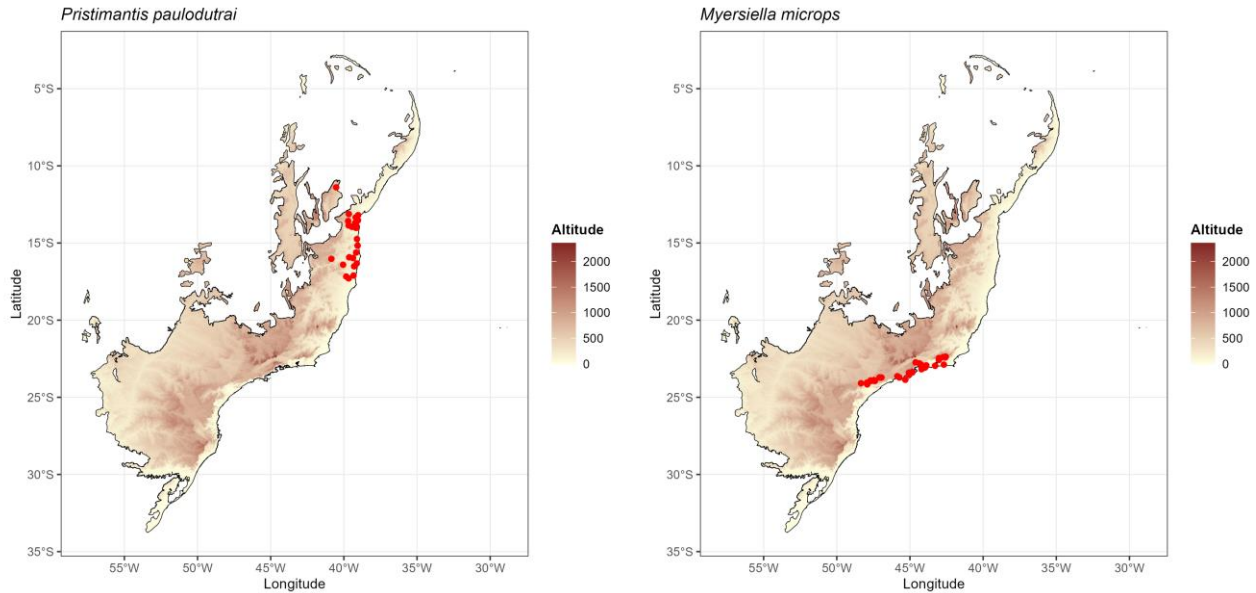 Pristimantis paulodutrai
5°S
10°S
15°S
20°S
25°S
30°S
35°S
Latitude
55°W
50°W
45°W
40°W
35°W
30°W
Longitude
Altitude
2000
1500
1000
500
0
Myersiella microps
5°S
10°S
15°S
20°S
25°S
30°S
35°S
Latitude
55°W
50°W
45°W
40°W
35°W
30°W
Longitude
Altitude
2000
1500
1000
500
0